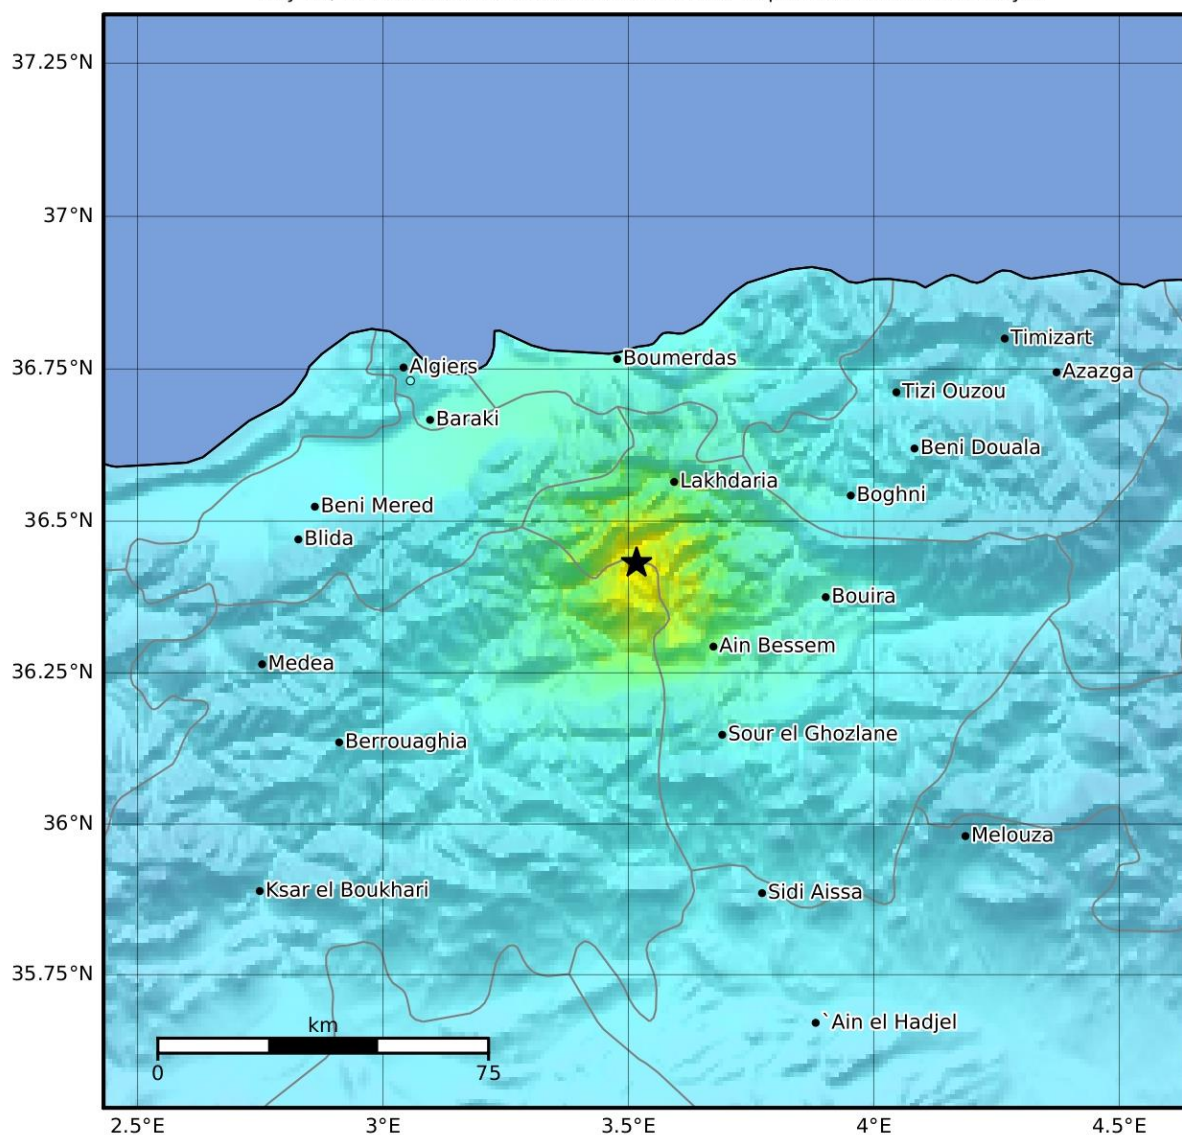 37.25°N
37°N
36.75°N
36.5°N
36.25°N
36°N
35.75°N
Timizart
Boumerdas
Algiers
Azazga
Tizi Ouzou
Baraki
Beni Douala
Lakhdaria
Boghni
Beni Mered
Blida
Bouira
Ain Bessem
Medea
Sour el Ghozlane
Berrouaghia
Melouza
Ksar el Boukhari
Sidi Aissa
`Ain el Hadjel
km
0 75
2.5°E 3°E 3.5°E 4°E 4.5°E